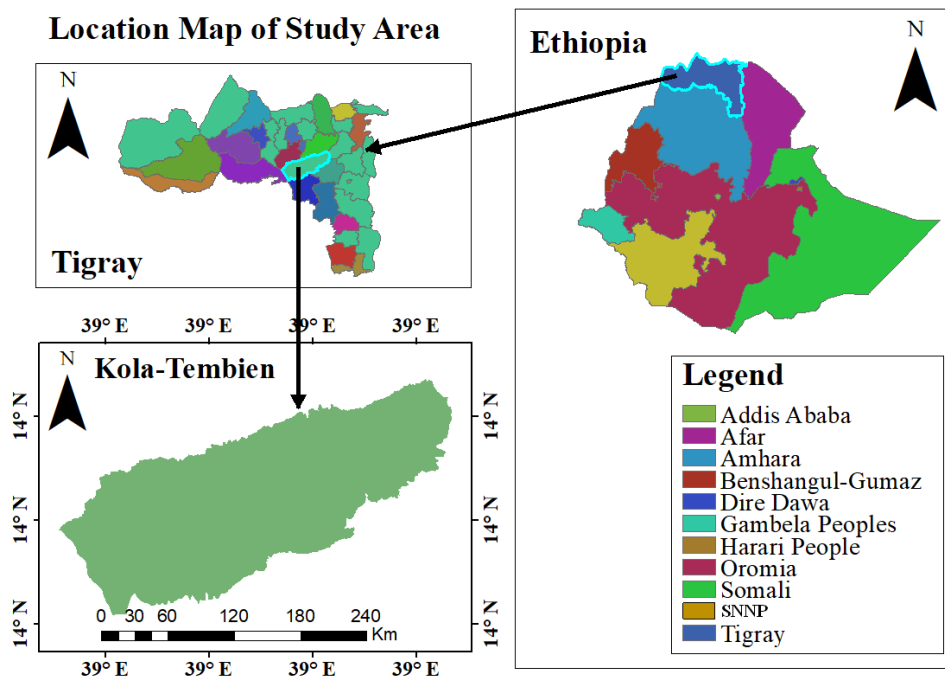 Location Map of Study Area
N
Tigray
Ethiopia
N
39° E 39° E 39° E 39° E
N
Kola-Tembien
14° N 14° N
14° N 14° N
14° N 14° N
0 30 60 120 180 240
Km
39° E 39° E 39° E 39° E
Legend
Addis Ababa
Afar
Amhara
Benshangul-Gumaz
Dire Dawa
Gambela Peoples
Harari People
Oromia
Somali
SNNP
Tigray